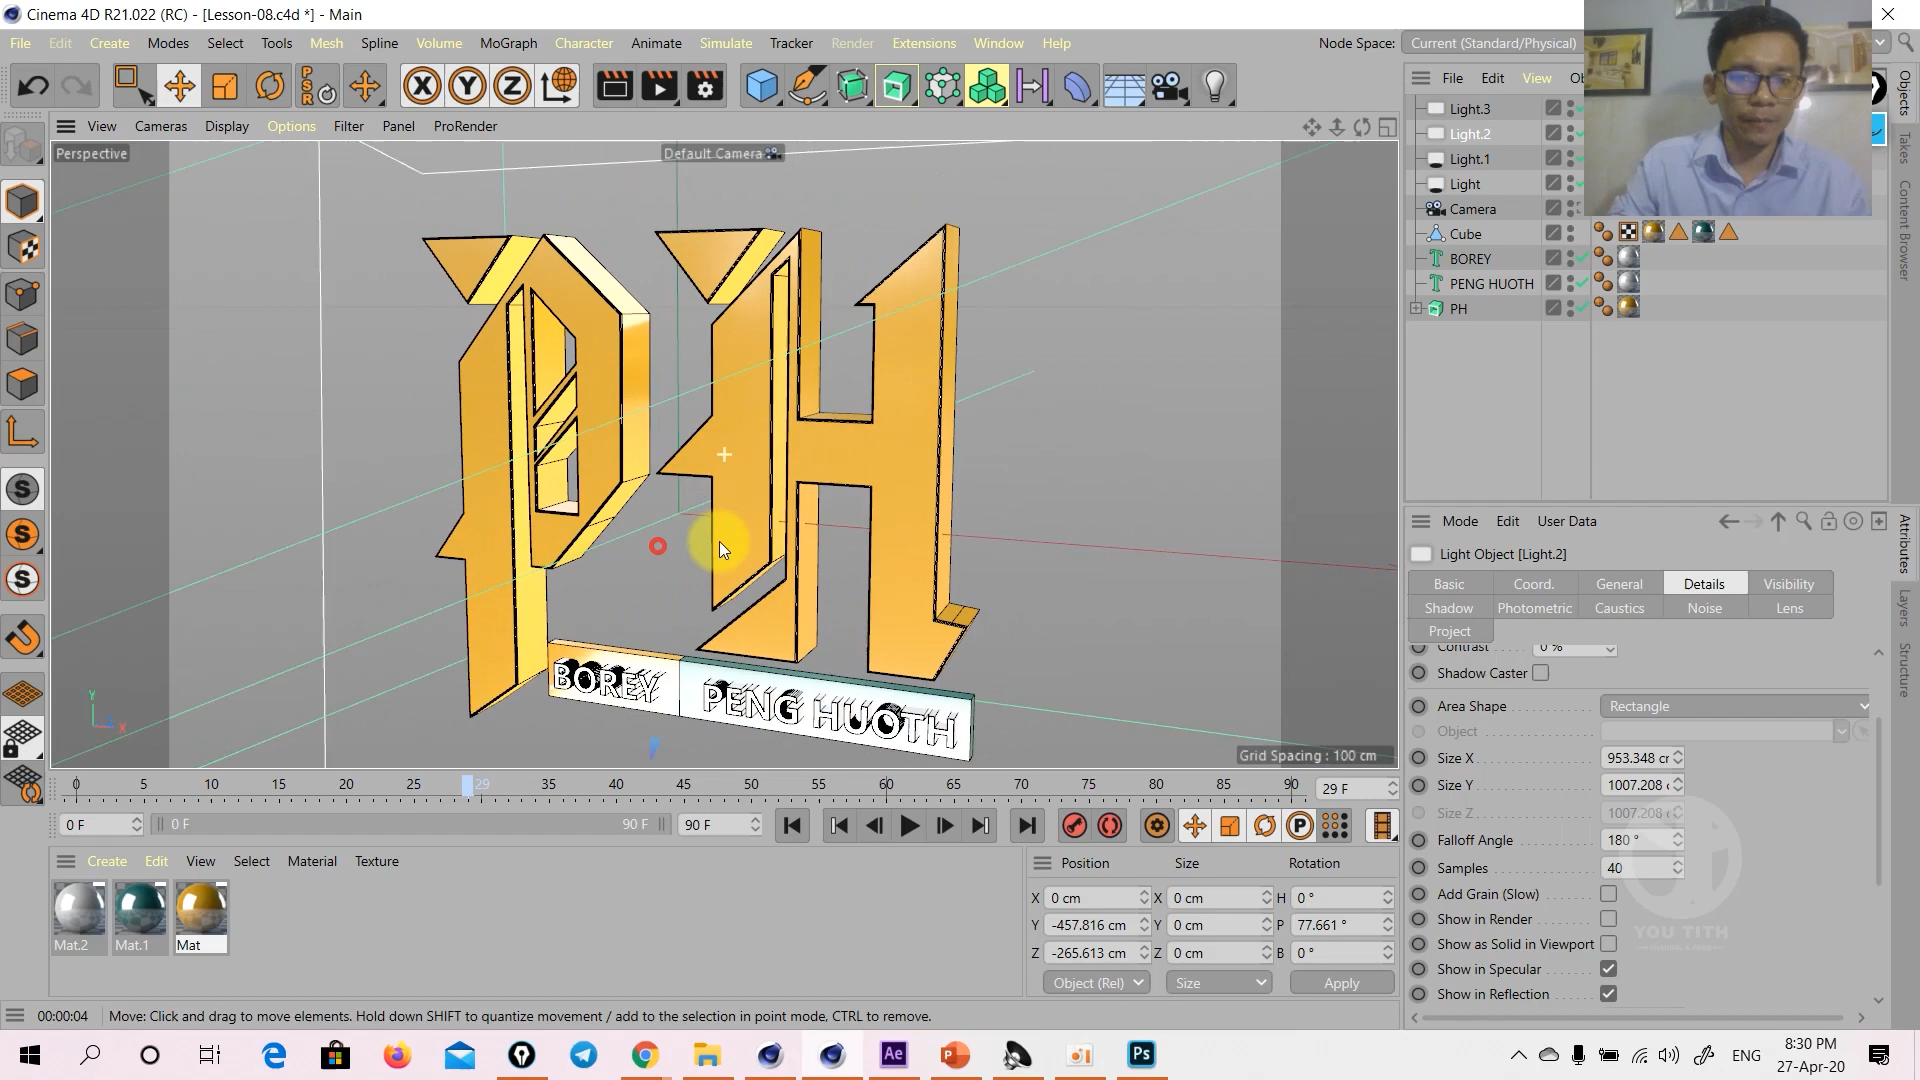 Cinema 4D R21.022 (RC) - [Lesson-08.c4d *] - Main
File Edit Create Modes Select Tools Mesh Spline Volume MoGraph Character Animate Simulate Tracker Render Extensions Window Help
Node Space: Current (Standard/Physical)
File Edit View
PSR
X Y Z
View Cameras Display Options Filter Panel ProRender
Perspective
Default Camera
PH
BOREY PENG HUOTH
Grid Spacing : 100 cm
Y
X
Light.3
Light.2
Light.1
Light
Camera
Cube
BOREY
PENG HUOTH
PH
Objects
Takes
Content Browser
Attributes
Layers
Structure
Mode Edit User Data
Light Object [Light.2]
Basic Coord. General Details Visibility
Shadow Photometric Caustics Noise Lens
Project
Contrast 0 %
Shadow Caster
Area Shape Rectangle
Object
Size X 953.348 cr
Size Y 1007.208
Size Z 1007.208
Falloff Angle 180 °
Samples 40
Add Grain (Slow)
Show in Render
Show as Solid in Viewport
Show in Specular
Show in Reflection
YOU TITH
0 5 10 15 20 25 29 35 40 45 50 55 60 65 70 75 80 85 90 29 F
0 F 0 F 90 F 90 F
P
Create Edit View Select Material Texture
Mat.2 Mat.1 Mat
Position Size Rotation
X 0 cm X 0 cm H 0 °
Y -457.816 cm Y 0 cm P 77.661 °
Z -265.613 cm Z 0 cm B 0 °
Object (Rel) Size Apply
00:00:04 Move: Click and drag to move elements. Hold down SHIFT to quantize movement / add to the selection in point mode, CTRL to remove.
Ae
Ps
ENG
8:30 PM
27-Apr-20